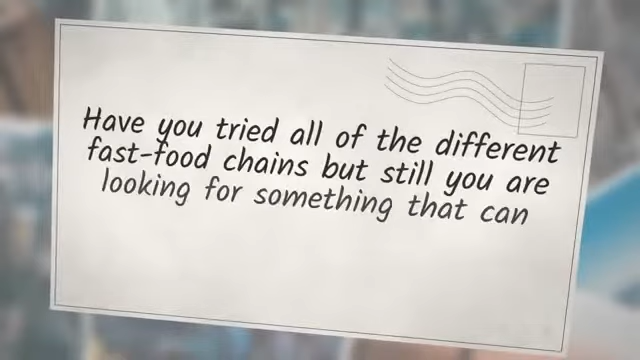 Have you tried all of the different
fast-food chains but still you are
looking for something that can